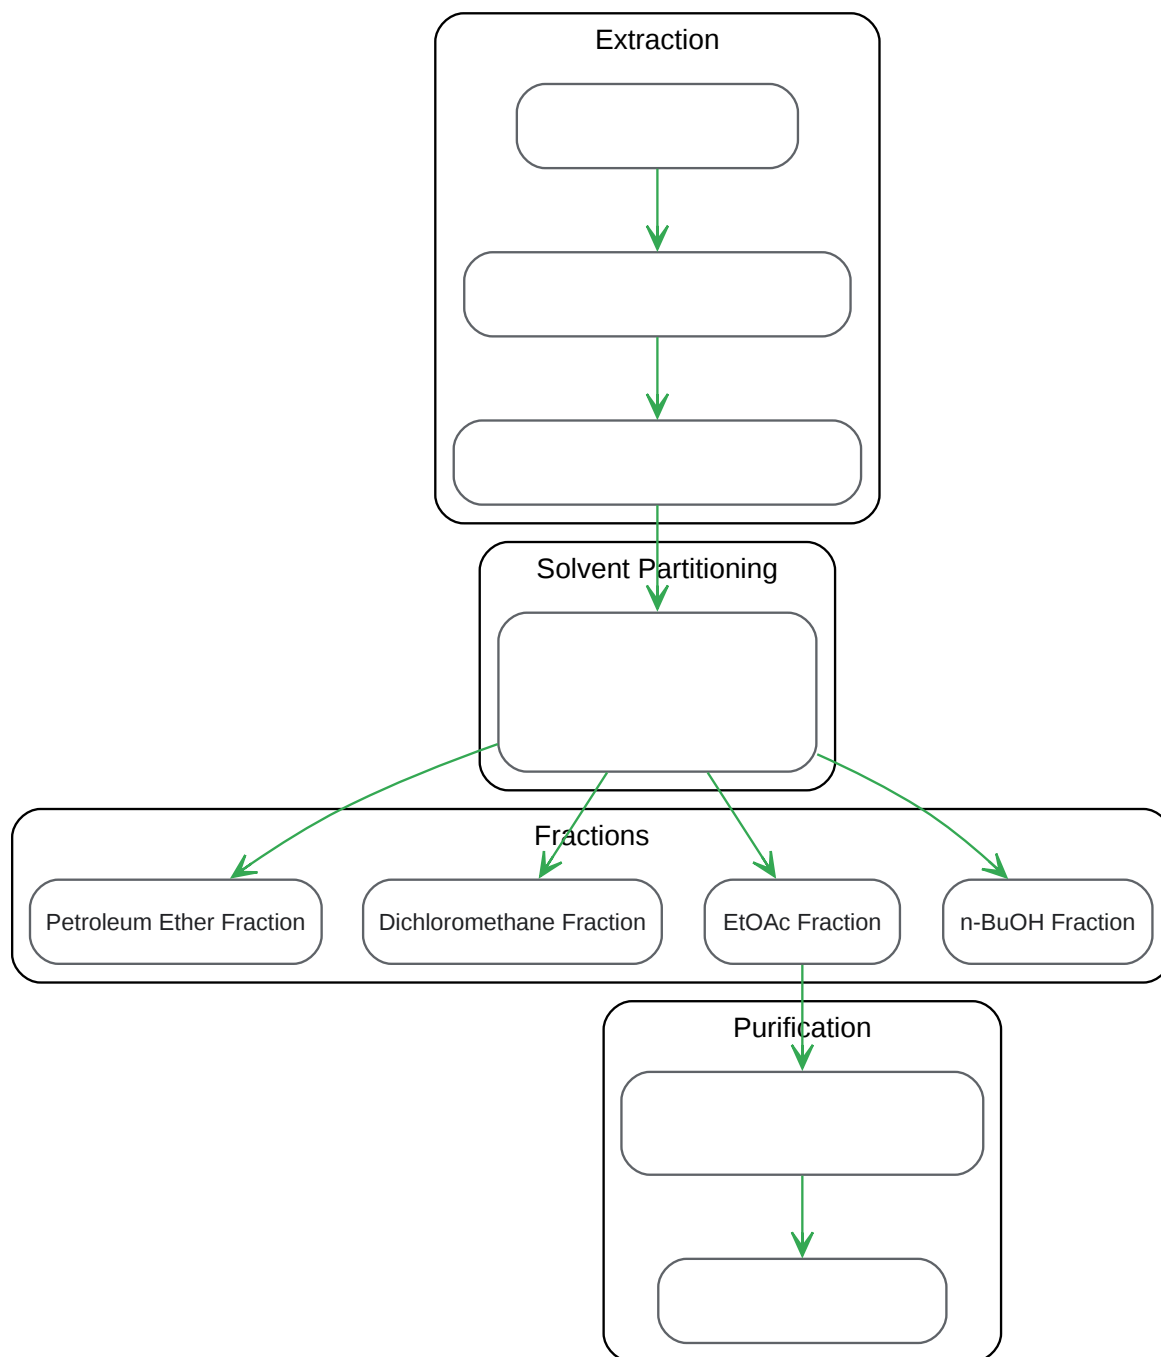 Extraction
Solvent Partitioning
Fractions
Petroleum Ether Fraction
Dichloromethane Fraction
EtOAc Fraction
n-BuOH Fraction
Purification